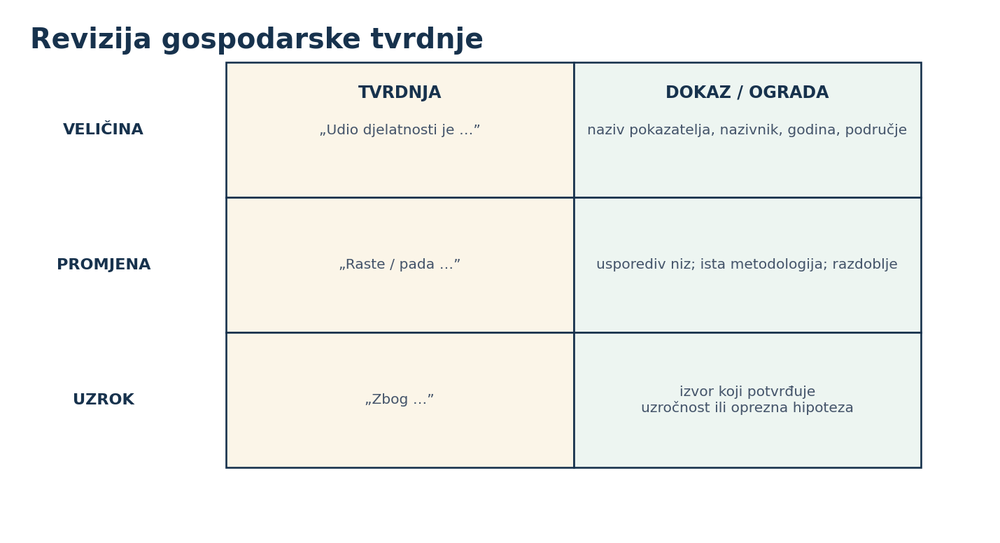 Revizija gospodarske tvrdnje
TVRDNJA
DOKAZ / OGRADA
VELIČINA
„Udio djelatnosti je …”
naziv pokazatelja, nazivnik, godina, područje
PROMJENA
„Raste / pada …”
usporediv niz; ista metodologija; razdoblje
UZROK
„Zbog …”
izvor koji potvrđuje
uzročnost ili oprezna hipoteza